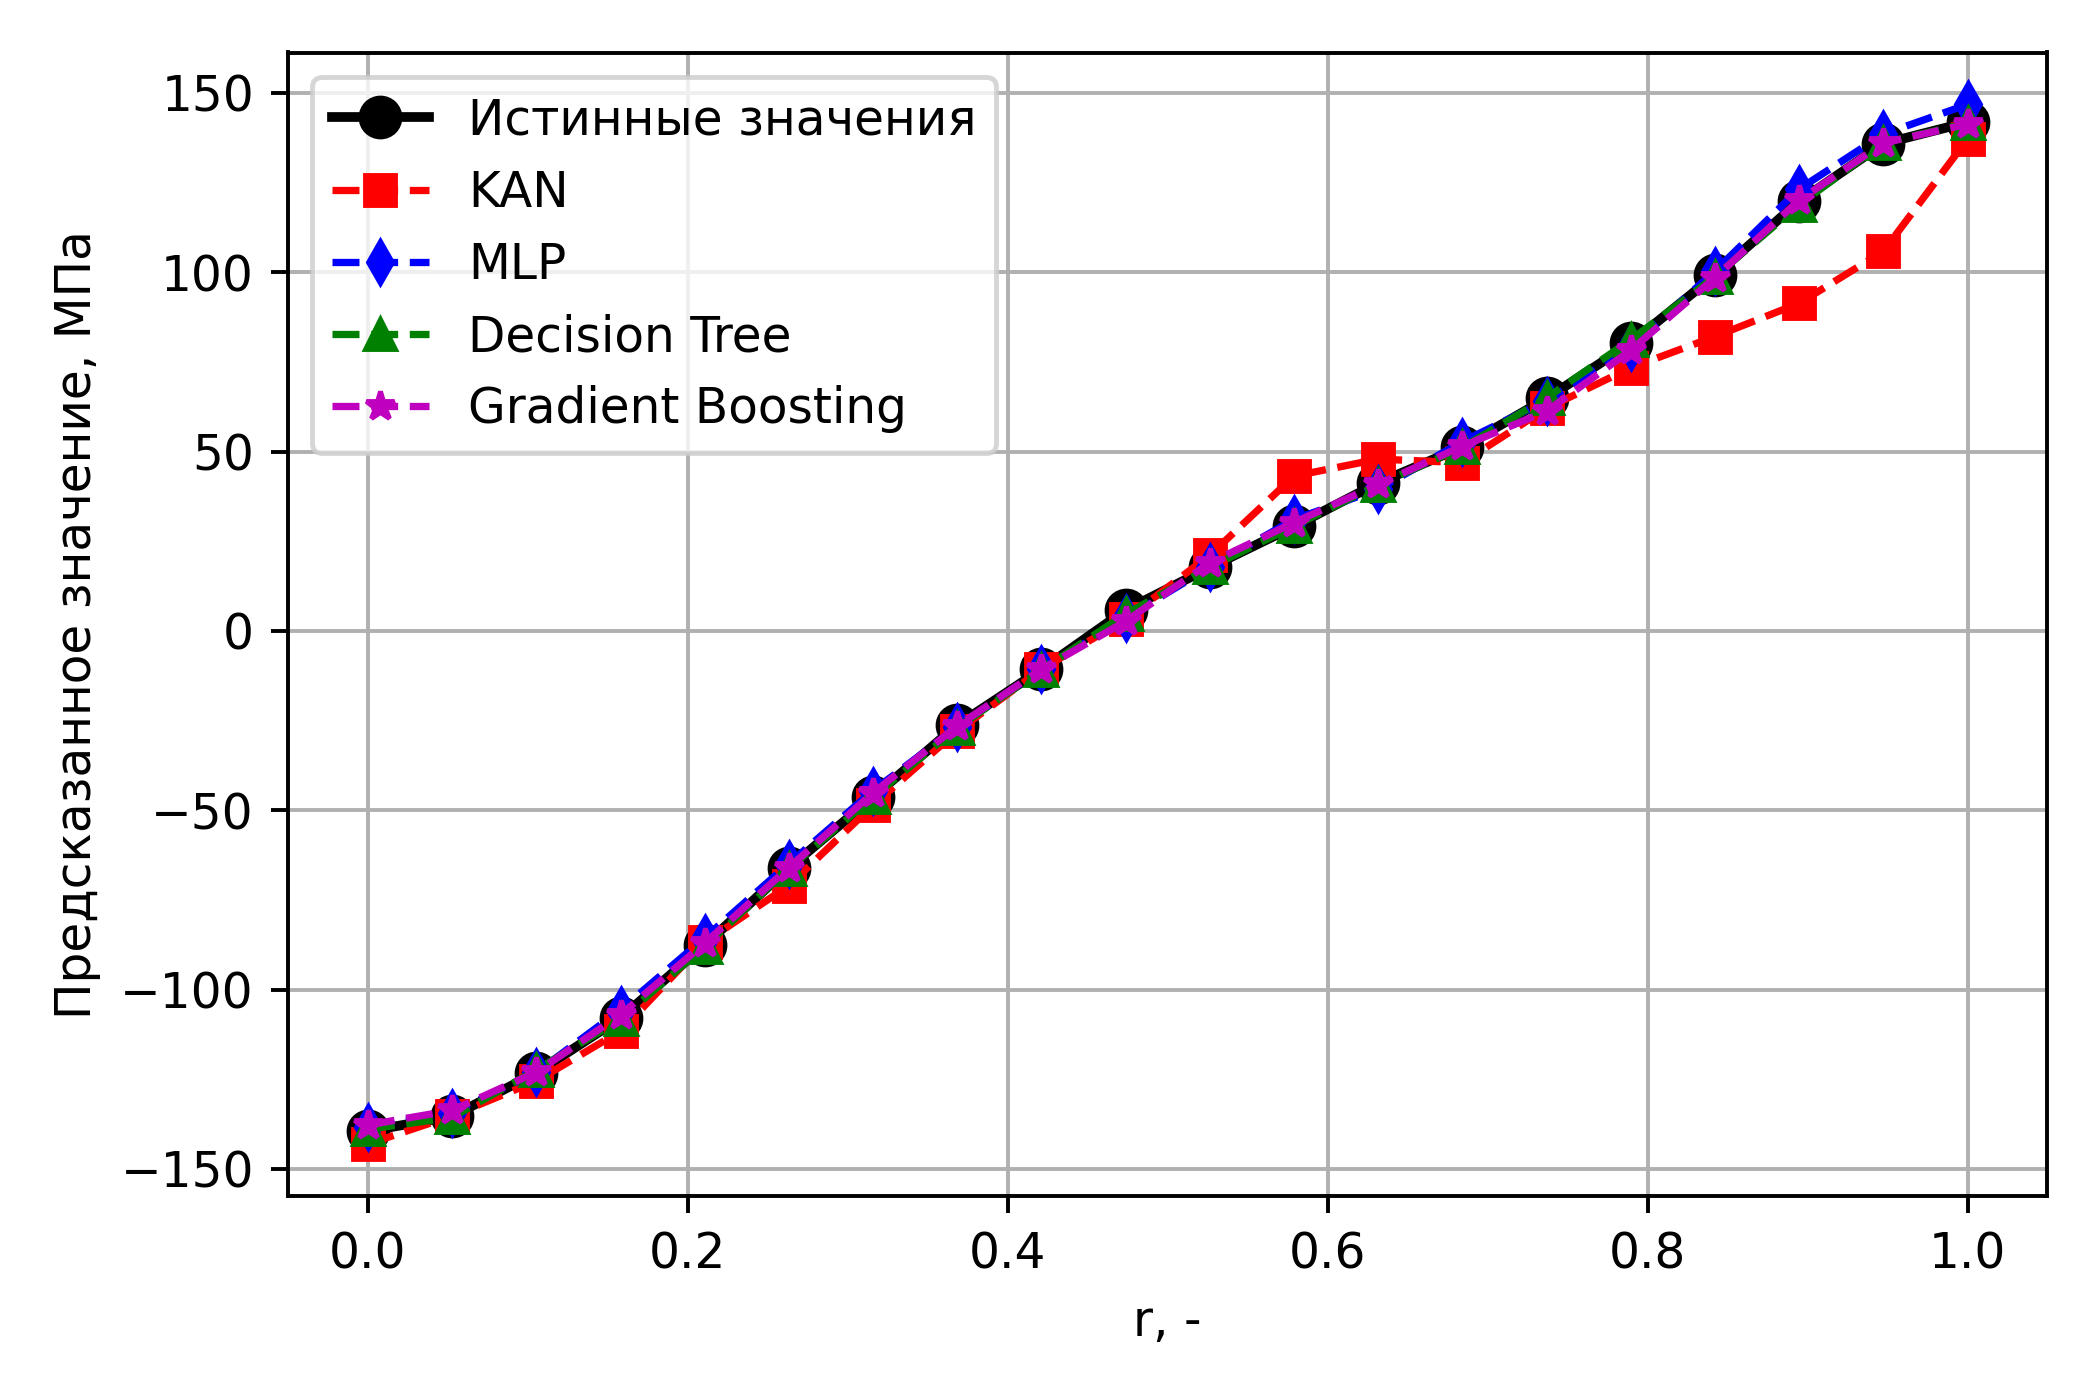 150
100
50
0
−50
−100
−150
Предсказанное значение, МПа
Истинные значения
KAN
MLP
Decision Tree
Gradient Boosting
0.0 0.2 0.4 0.6 0.8 1.0
r, -